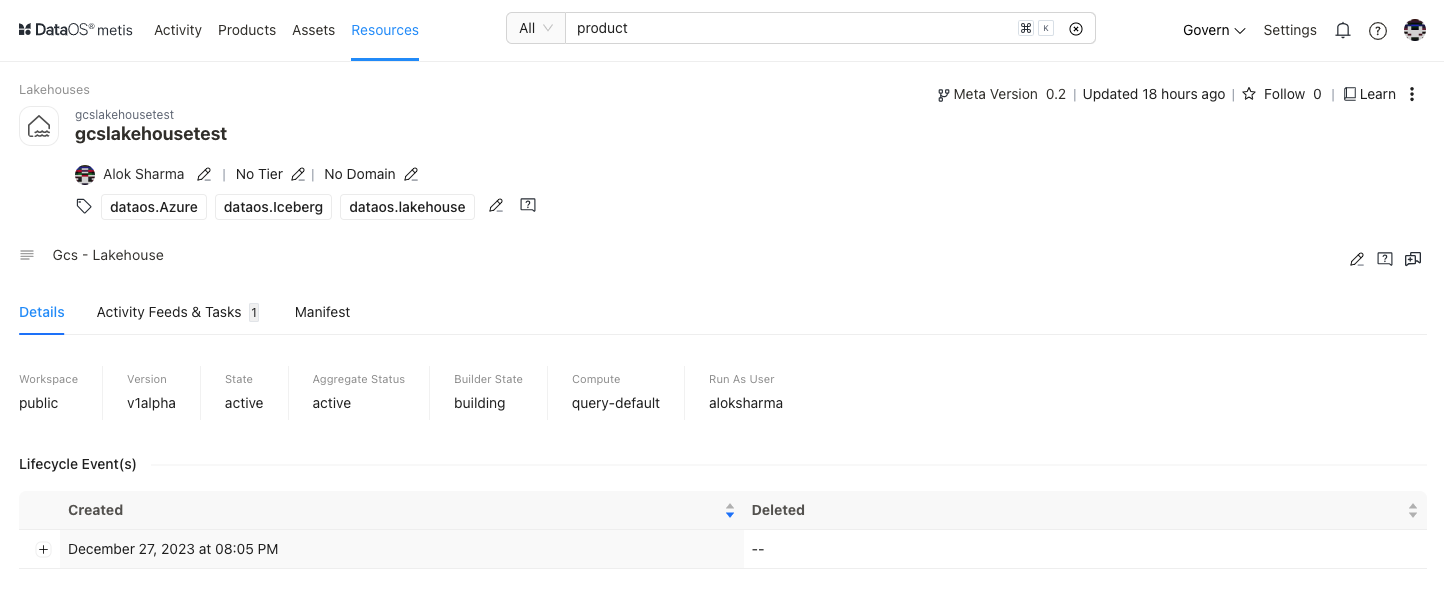 DataOS® metis Activity Products Assets Resources All product ⌘ K Govern Settings ?
Lakehouses
Meta Version 0.2 | Updated 18 hours ago | Follow 0 | Learn
gcslakehousetest
gcslakehousetest
Alok Sharma | No Tier | No Domain
dataos.Azure dataos.Iceberg dataos.lakehouse ?
Gcs - Lakehouse ?
Details Activity Feeds & Tasks 1 Manifest
Workspace Version State Aggregate Status Builder State Compute Run As User
public v1alpha active active building query-default aloksharma
Lifecycle Event(s)
Created Deleted
+ December 27, 2023 at 08:05 PM --